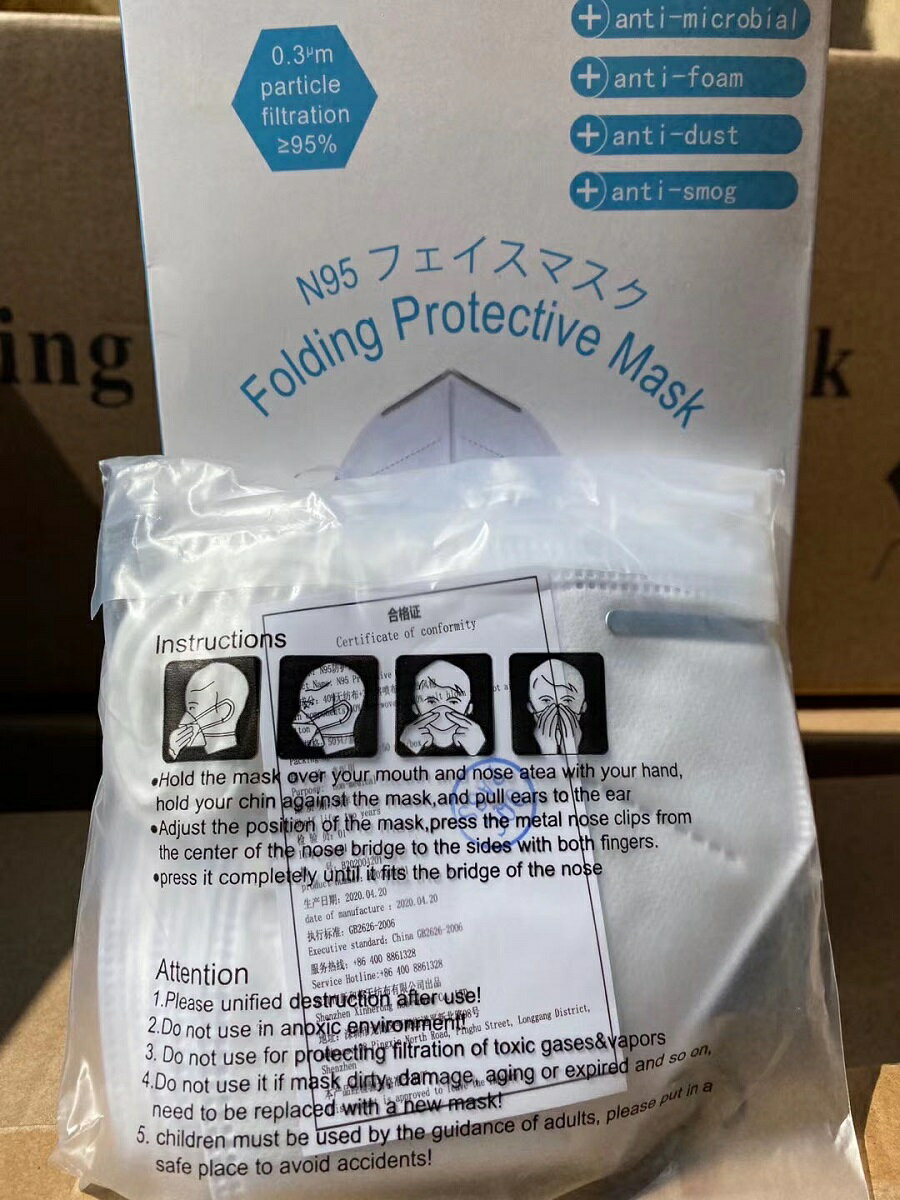 0.3μm
particle
filtration
≥95%
anti-microbial
anti-foam
anti-dust
anti-smog
N95 フェイスマスク
Folding Protective Mask
ing
k
合格证
Certificate of conformity
Instructions
•Hold the mask over your mouth and nose atea with your hand,
hold your chin against the mask,and pull ears to the ear
•Adjust the position of the mask,press the metal nose clips from
the center of the nose bridge to the sides with both fingers.
•press it completely until it fits the bridge of the nose
生产日期: 2020.04.20
date of manufacture : 2020.04.20
执行标准: GB2626-2006
Executive standard: China GB2626-2006
服务热线: +86 400 8861328
Service Hotline:+86 400 8861328
Shenzhen
North Road, Pinghu Street, Longgang District,
Shenzhen
Attention
1.Please unified destruction after use!
2.Do not use in anoxic environment!
3. Do not use for protecting filtration of toxic gases&vapors
4.Do not use it if mask dirty, damage, aging or expired and so on,
need to be replaced with a new mask!
5. children must be used by the guidance of adults, please put in a
safe place to avoid accidents!